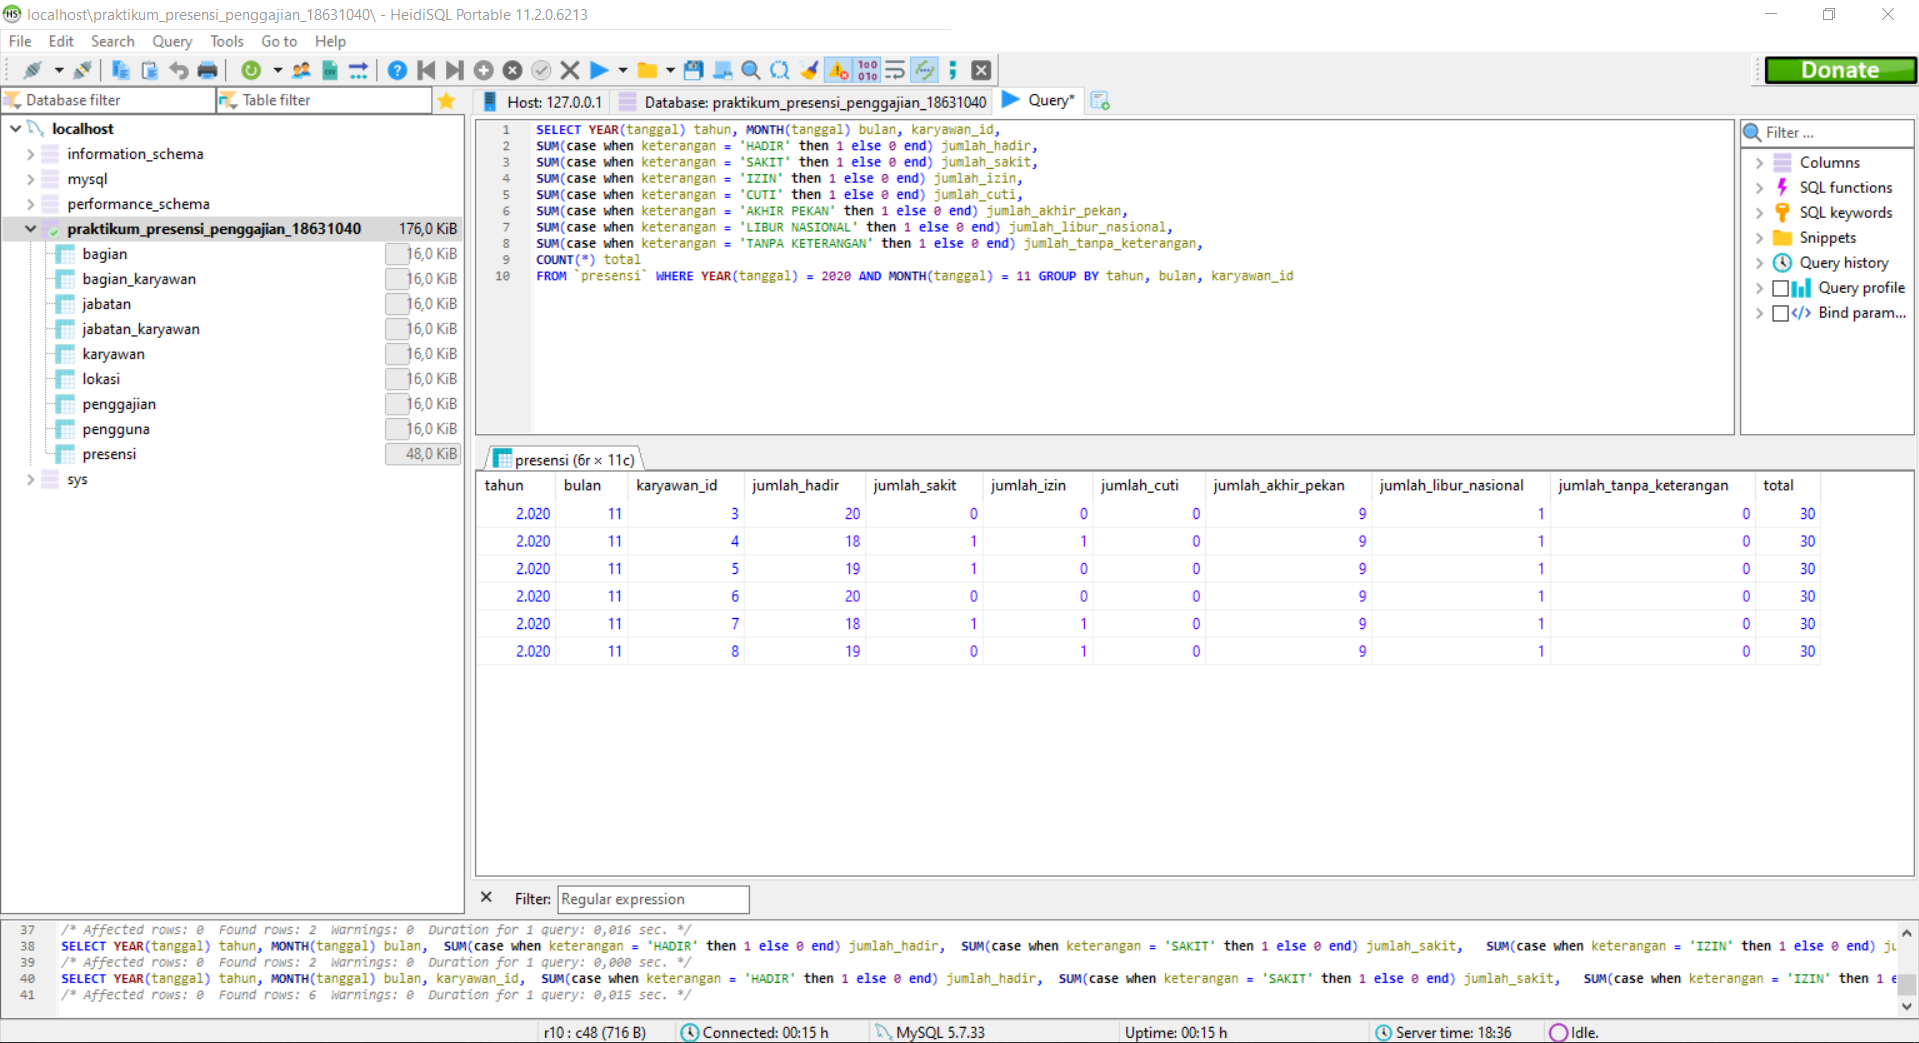 localhost\praktikum_presensi_penggajian_18631040\ - HeidiSQL Portable 11.2.0.6213
File Edit Search Query Tools Go to Help
Donate
Database filter Table filter
Host: 127.0.0.1 Database: praktikum_presensi_penggajian_18631040 Query*
localhost
information_schema
mysql
performance_schema
praktikum_presensi_penggajian_18631040 176,0 KiB
bagian 16,0 KiB
bagian_karyawan 16,0 KiB
jabatan 16,0 KiB
jabatan_karyawan 16,0 KiB
karyawan 16,0 KiB
lokasi 16,0 KiB
penggajian 16,0 KiB
pengguna 16,0 KiB
presensi 48,0 KiB
sys
1 SELECT YEAR(tanggal) tahun, MONTH(tanggal) bulan, karyawan_id,
2 SUM(case when keterangan = 'HADIR' then 1 else 0 end) jumlah_hadir,
3 SUM(case when keterangan = 'SAKIT' then 1 else 0 end) jumlah_sakit,
4 SUM(case when keterangan = 'IZIN' then 1 else 0 end) jumlah_izin,
5 SUM(case when keterangan = 'CUTI' then 1 else 0 end) jumlah_cuti,
6 SUM(case when keterangan = 'AKHIR PEKAN' then 1 else 0 end) jumlah_akhir_pekan,
7 SUM(case when keterangan = 'LIBUR NASIONAL' then 1 else 0 end) jumlah_libur_nasional,
8 SUM(case when keterangan = 'TANPA KETERANGAN' then 1 else 0 end) jumlah_tanpa_keterangan,
9 COUNT(*) total
10 FROM `presensi` WHERE YEAR(tanggal) = 2020 AND MONTH(tanggal) = 11 GROUP BY tahun, bulan, karyawan_id
Filter ...
Columns
SQL functions
SQL keywords
Snippets
Query history
Query profile
Bind param...
presensi (6r × 11c)
tahun bulan karyawan_id jumlah_hadir jumlah_sakit jumlah_izin jumlah_cuti jumlah_akhir_pekan jumlah_libur_nasional jumlah_tanpa_keterangan total
2.020 11 3 20 0 0 0 9 1 0 30
2.020 11 4 18 1 1 0 9 1 0 30
2.020 11 5 19 1 0 0 9 1 0 30
2.020 11 6 20 0 0 0 9 1 0 30
2.020 11 7 18 1 1 0 9 1 0 30
2.020 11 8 19 0 1 0 9 1 0 30
Filter: Regular expression
37 /* Affected rows: 0 Found rows: 2 Warnings: 0 Duration for 1 query: 0,016 sec. */
38 SELECT YEAR(tanggal) tahun, MONTH(tanggal) bulan, SUM(case when keterangan = 'HADIR' then 1 else 0 end) jumlah_hadir, SUM(case when keterangan = 'SAKIT' then 1 else 0 end) jumlah_sakit, SUM(case when keterangan = 'IZIN' then 1 else 0 end) ju
39 /* Affected rows: 0 Found rows: 2 Warnings: 0 Duration for 1 query: 0,000 sec. */
40 SELECT YEAR(tanggal) tahun, MONTH(tanggal) bulan, karyawan_id, SUM(case when keterangan = 'HADIR' then 1 else 0 end) jumlah_hadir, SUM(case when keterangan = 'SAKIT' then 1 else 0 end) jumlah_sakit, SUM(case when keterangan = 'IZIN' then 1 e
41 /* Affected rows: 0 Found rows: 6 Warnings: 0 Duration for 1 query: 0,015 sec. */
r10 : c48 (716 B) Connected: 00:15 h MySQL 5.7.33 Uptime: 00:15 h Server time: 18:36 Idle.